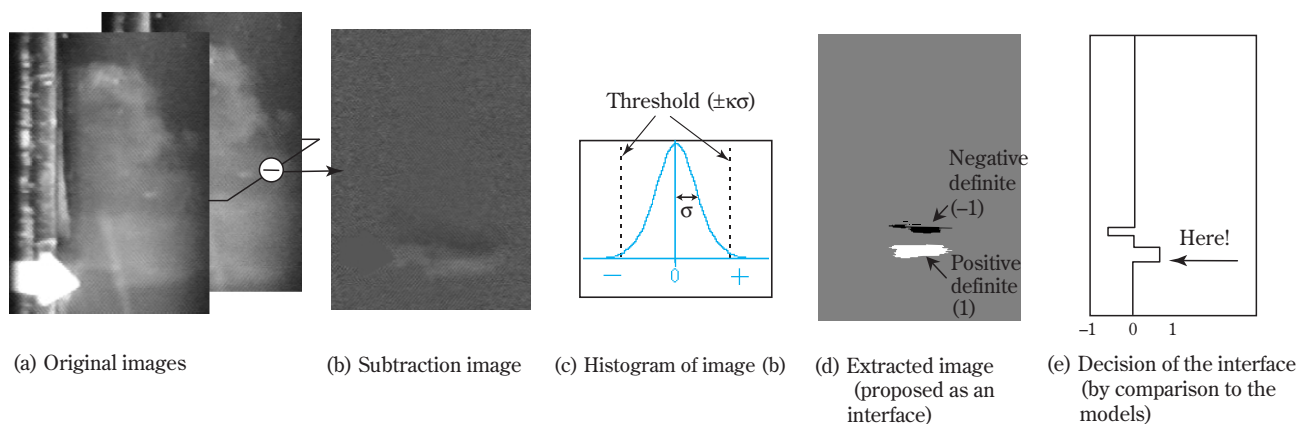 Threshold (±κσ)
σ
− 0 +
Negative
definite
(−1)
Positive
definite
(1)
Here!
−1 0 1
(a) Original images
(b) Subtraction image
(c) Histogram of image (b)
(d) Extracted image
(proposed as an
interface)
(e) Decision of the interface
(by comparison to the
models)